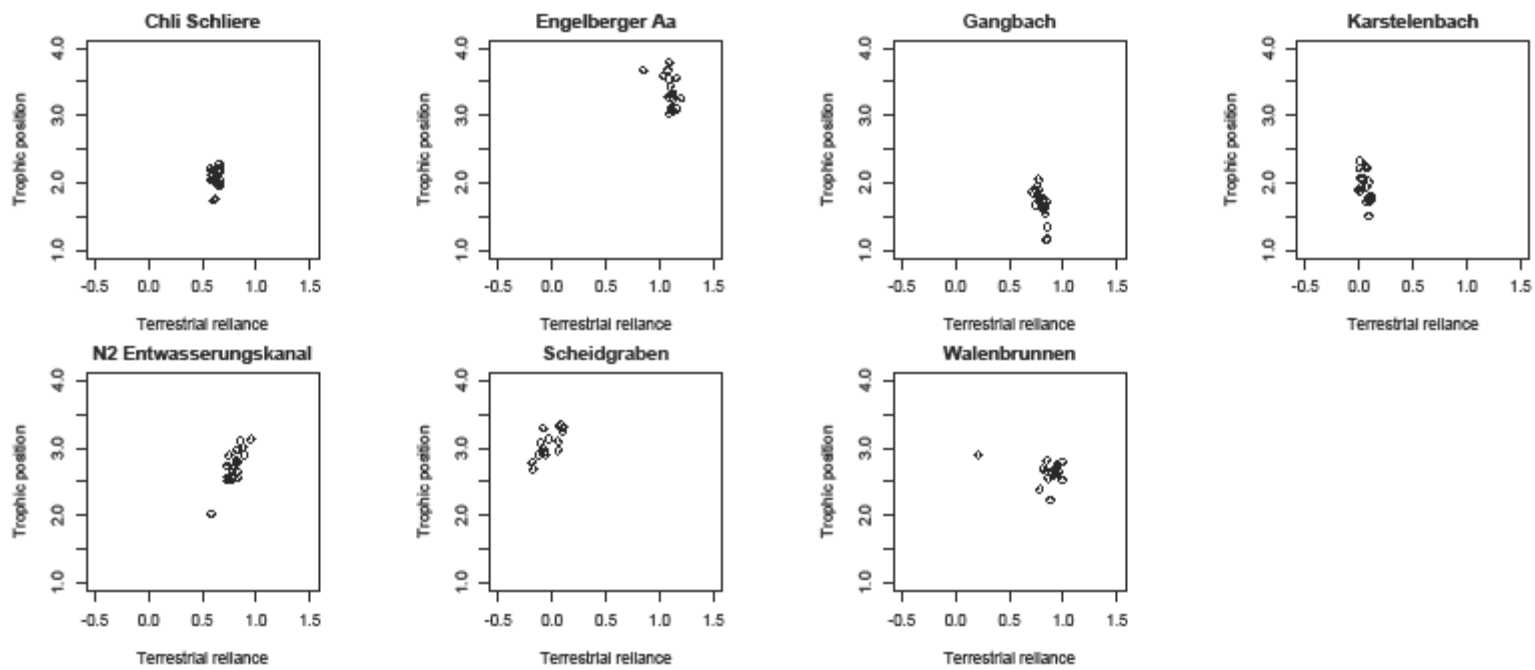 Chli Schliere
Engelberger Aa
Gangbach
Karstelenbach
Trophic position
1.0 2.0 3.0 4.0
-0.5 0.0 0.5 1.0 1.5
Terrestrial reliance
Trophic position
1.0 2.0 3.0 4.0
-0.5 0.0 0.5 1.0 1.5
Terrestrial reliance
Trophic position
1.0 2.0 3.0 4.0
-0.5 0.0 0.5 1.0 1.5
Terrestrial reliance
Trophic position
1.0 2.0 3.0 4.0
-0.5 0.0 0.5 1.0 1.5
Terrestrial reliance
N2 Entwasserungskanal
Scheidgraben
Walenbrunnen
Trophic position
1.0 2.0 3.0 4.0
-0.5 0.0 0.5 1.0 1.5
Terrestrial reliance
Trophic position
1.0 2.0 3.0 4.0
-0.5 0.0 0.5 1.0 1.5
Terrestrial reliance
Trophic position
1.0 2.0 3.0 4.0
-0.5 0.0 0.5 1.0 1.5
Terrestrial reliance